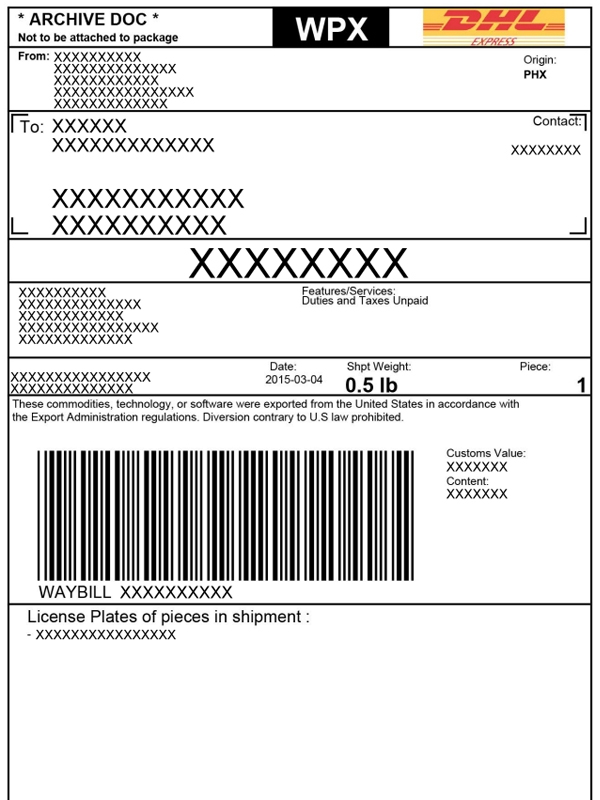 * ARCHIVE DOC *
Not to be attached to package
WPX
DHL
EXPRESS
From: XXXXXXXXXX
XXXXXXXXXXXXXX
XXXXXXXXXXXX
XXXXXXXXXXXXXXXX
XXXXXXXXXXXXX
Origin:
PHX
To: XXXXXX
XXXXXXXXXXXXX
XXXXXXXXXXX
XXXXXXXXXX
Contact:
XXXXXXXX
XXXXXXXX
XXXXXXXXXX
XXXXXXXXXXXXXX
XXXXXXXXXXXX
XXXXXXXXXXXXXXXX
XXXXXXXXXXXXX
Features/Services:
Duties and Taxes Unpaid
XXXXXXXXXXXXXXXX
XXXXXXXXXXXXXX
Date:
2015-03-04
Shpt Weight:
0.5 lb
Piece:
1
These commodities, technology, or software were exported from the United States in accordance with
the Export Administration regulations. Diversion contrary to U.S law prohibited.
Customs Value:
XXXXXXX
Content:
XXXXXXX
WAYBILL XXXXXXXXXX
License Plates of pieces in shipment :
- XXXXXXXXXXXXXXXX